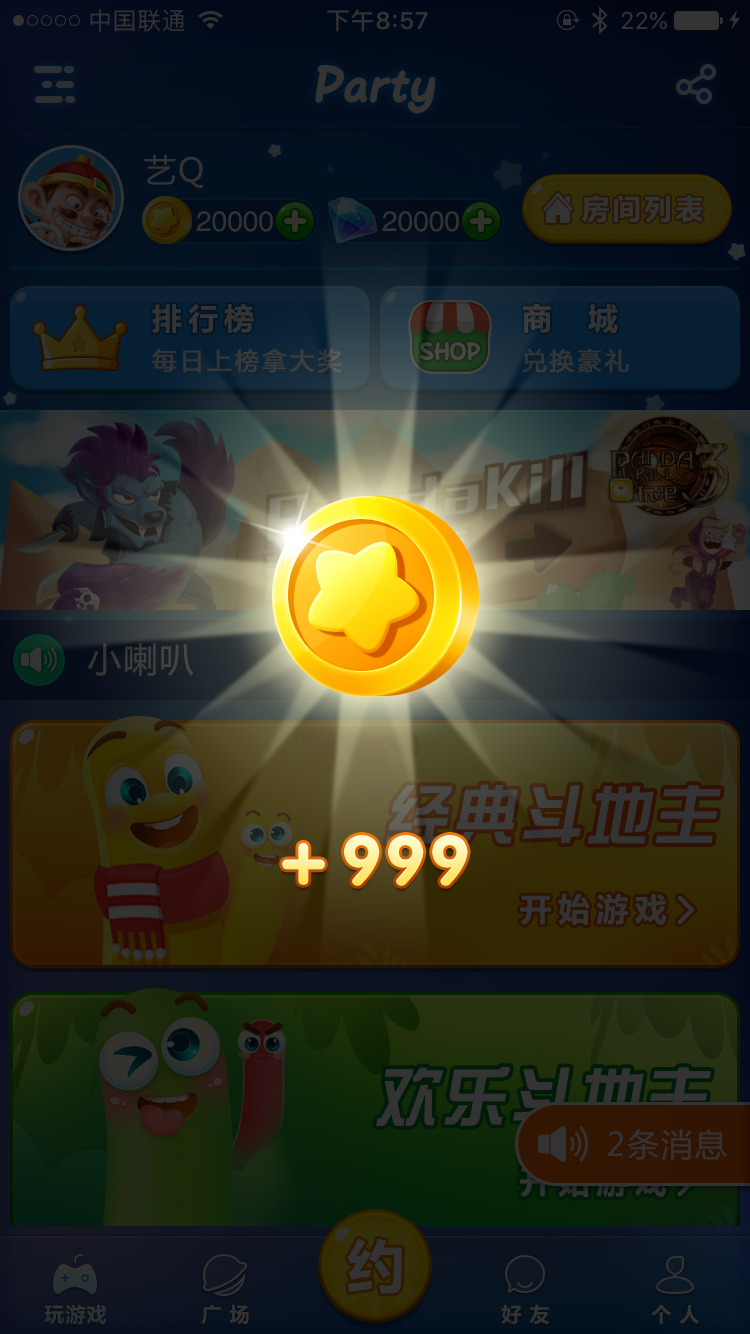 中国联通 下午8:57 22%
Party
艺Q
20000 20000 房间列表
排行榜 商 城
每日上榜拿大奖 SHOP 兑换豪礼
PandaKill
PANDA
KILL 3
小喇叭
经典斗地主
+999
开始游戏
欢乐斗地主
2条消息
开始游戏
约
玩游戏 广场 好友 个人